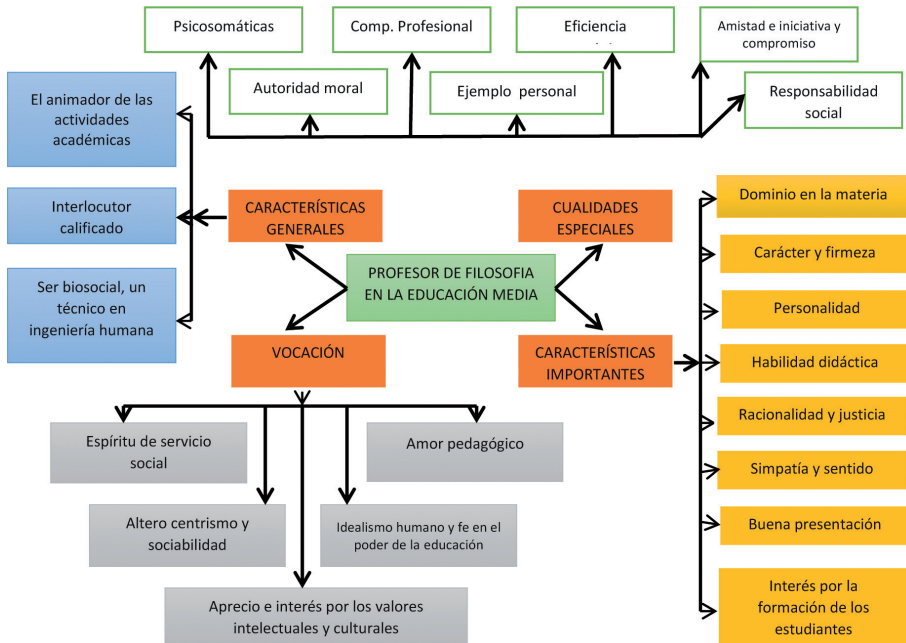 Psicosomáticas
Comp. Profesional
Eficiencia
Amistad e iniciativa y
compromiso
Autoridad moral
Ejemplo personal
Responsabilidad
social
El animador de las
actividades
académicas
Interlocutor
calificado
Ser biosocial, un
técnico en
ingeniería humana
CARACTERÍSTICAS
GENERALES
CUALIDADES
ESPECIALES
PROFESOR DE FILOSOFIA
EN LA EDUCACIÓN MEDIA
VOCACIÓN
CARACTERÍSTICAS
IMPORTANTES
Dominio en la materia
Carácter y firmeza
Personalidad
Habilidad didáctica
Racionalidad y justicia
Simpatía y sentido
Buena presentación
Interés por la
formación de los
estudiantes
Espíritu de servicio
social
Amor pedagógico
Altero centrismo y
sociabilidad
Idealismo humano y fe en el
poder de la educación
Aprecio e interés por los valores
intelectuales y culturales